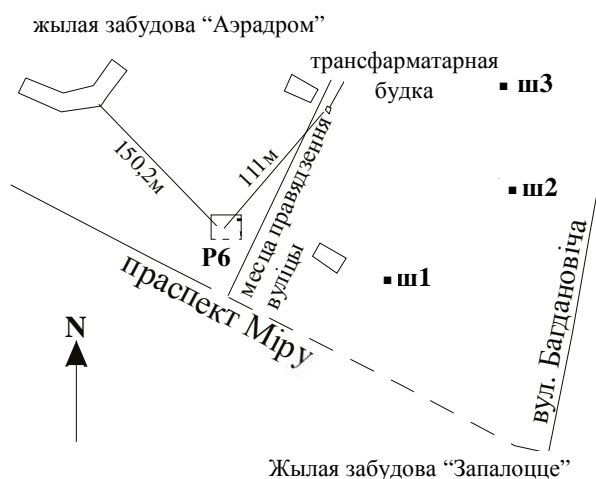 жылая забудова “Аэрадром”
трансфарматарная
будка
ш3
150,2м
111м
месца правядзення
вуліцы
ш2
Р6
ш1
праспект Міру
вул. Багдановіча
N
Жылая забудова “Запалоцце”